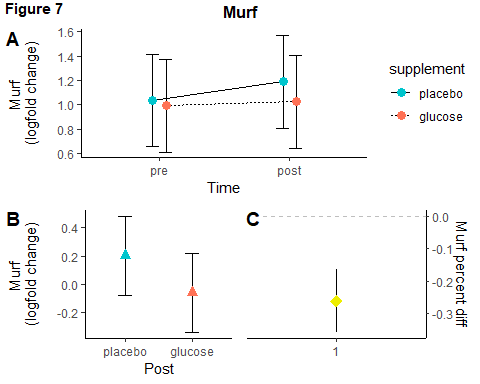 Figure 7
Murf
A
Murf
(logfold change)
1.6
1.4
1.2
1.0
0.8
0.6
pre
post
Time
supplement
placebo
glucose
B
Murf
(logfold change)
0.4
0.2
0.0
-0.2
placebo
glucose
Post
C
0.0
-0.1
-0.2
-0.3
Murf percent diff
1